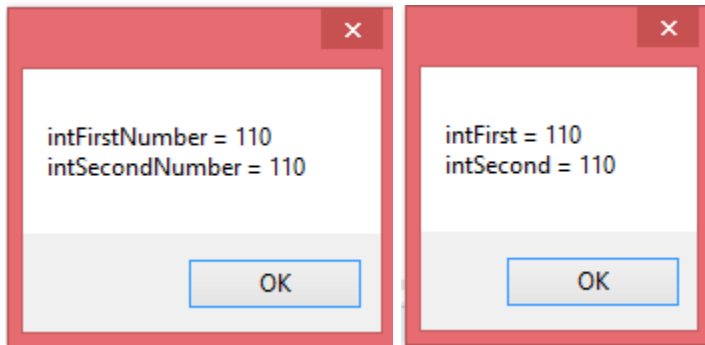 intFirstNumber = 110
intSecondNumber = 110
OK
intFirst = 110
intSecond = 110
OK